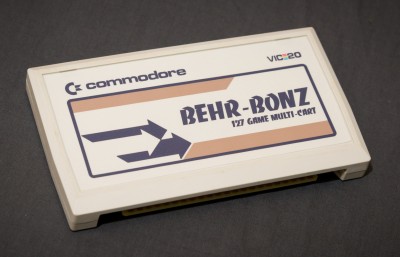 commodore
VIC-20
BEHR-BONZ
127 GAME MULTI-CART